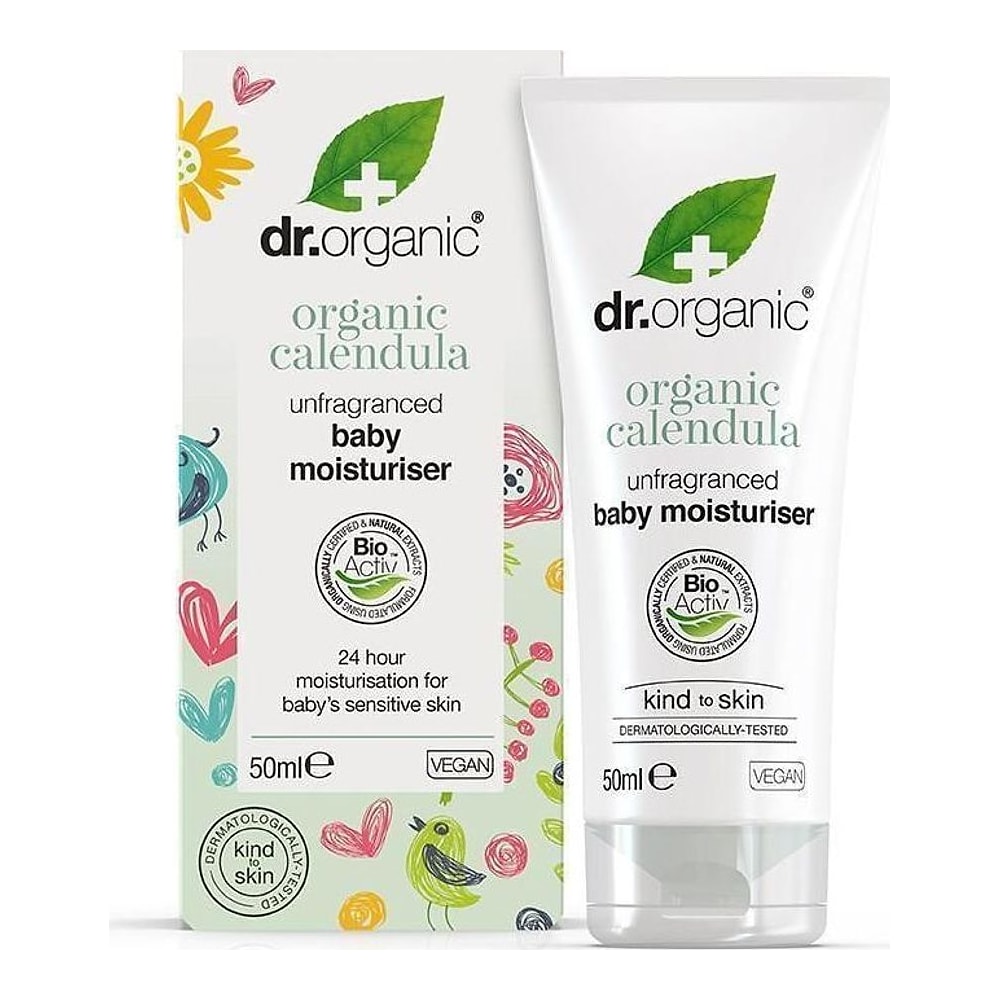 dr.organic®
organic
calendula
unfragranced
baby
moisturiser
FORMULATED USING ORGANICALLY CERTIFIED & NATURAL EXTRACTS
Bio
Activ™
24 hour
moisturisation for
baby's sensitive skin
50ml℮
VEGAN
DERMATOLOGICALLY-TESTED
kind
to
skin
dr.organic®
organic
calendula
unfragranced
baby moisturiser
FORMULATED USING ORGANICALLY CERTIFIED & NATURAL EXTRACTS
Bio
Activ™
kind to skin
DERMATOLOGICALLY-TESTED
50ml℮
VEGAN